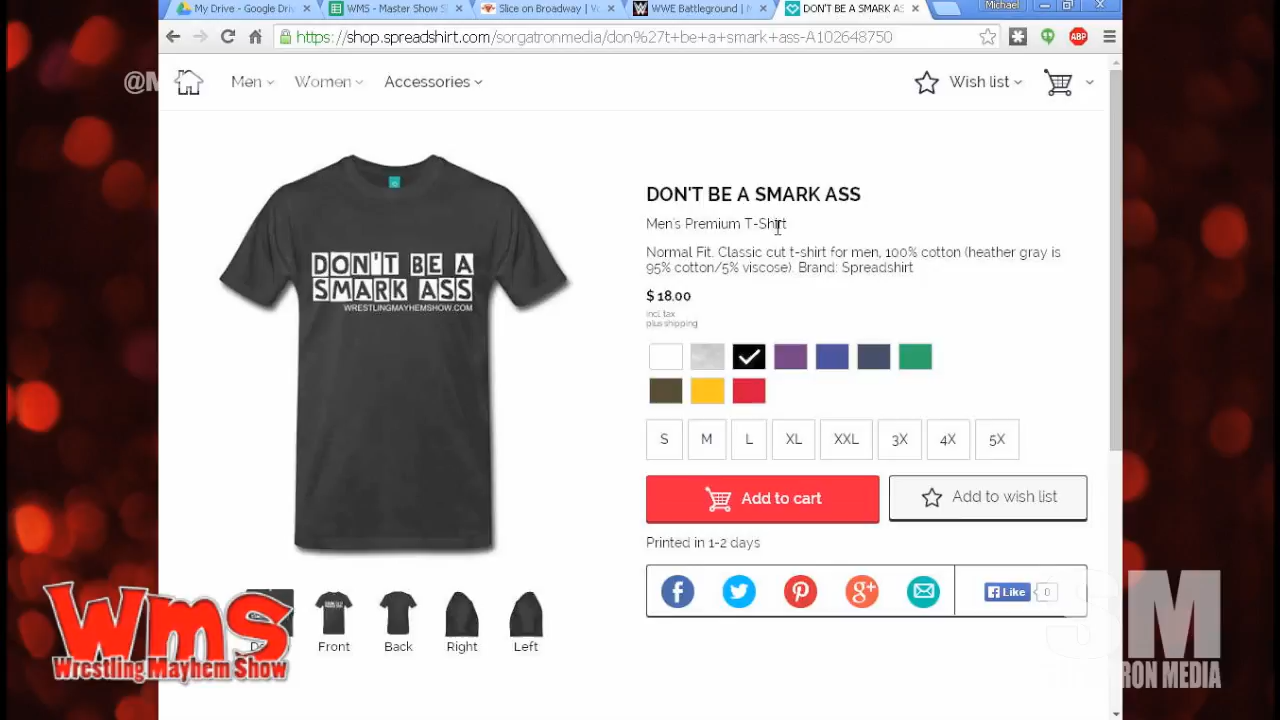 My Drive - Google Dri
WMS - Master Show S
Slice on Broadway | V
WWE Battleground |
DON'T BE A SMARK AS
Michael
https://shop.spreadshirt.com/sorgatronmedia/don%27t+be+a+smark+ass-A102648750
ABP
@M
Men
Women
Accessories
Wish list
DON'T BE A
SMARK ASS
WRESTLINGMAYHEMSHOW.COM
DON'T BE A SMARK ASS
Men's Premium T-Shirt
Normal Fit. Classic cut t-shirt for men, 100% cotton (heather gray is
95% cotton/5% viscose). Brand: Spreadshirt
$ 18.00
incl. tax
plus shipping
S M L XL XXL 3X 4X 5X
Add to cart
Add to wish list
Printed in 1-2 days
Like 0
Front
Back
Right
Left
WMS
Wrestling Mayhem Show
SM
TRON MEDIA